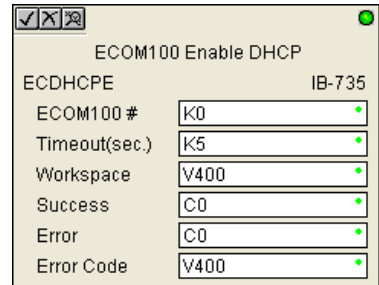 ECOM100 Enable DHCP
ECDHCPE IB-735
ECOM100 # K0
Timeout(sec.) K5
Workspace V400
Success C0
Error C0
Error Code V400